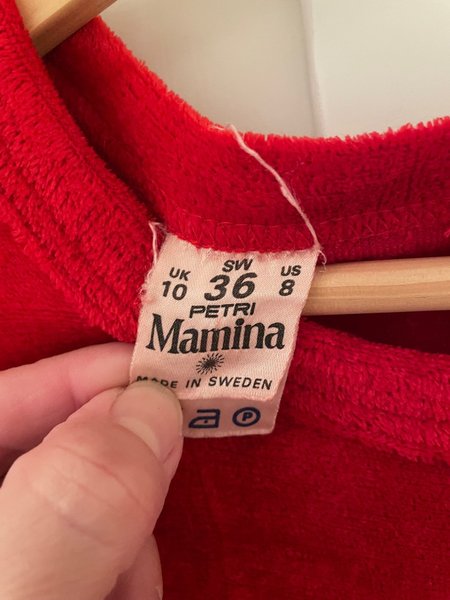 UK SW US
10 36 8
PETRI
Mamina
MADE IN SWEDEN
P